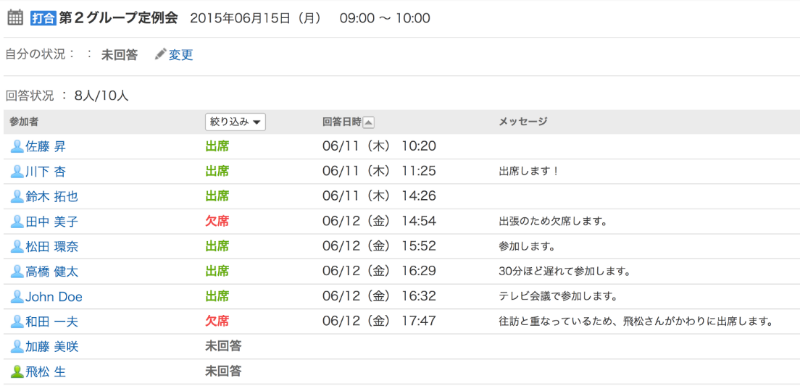 打合 第2グループ定例会 2015年06月15日（月） 09:00 〜 10:00
自分の状況： ： 未回答 変更
回答状況 ： 8人/10人
参加者 絞り込み 回答日時 メッセージ
佐藤 昇 出席 06/11（木） 10:20
川下 杏 出席 06/11（木） 11:25 出席します！
鈴木 拓也 出席 06/11（木） 14:26
田中 美子 欠席 06/12（金） 14:54 出張のため欠席します。
松田 環奈 出席 06/12（金） 15:52 参加します。
高橋 健太 出席 06/12（金） 16:29 30分ほど遅れて参加します。
John Doe 出席 06/12（金） 16:32 テレビ会議で参加します。
和田 一夫 欠席 06/12（金） 17:47 往訪と重なっているため、飛松さんがかわりに出席します。
加藤 美咲 未回答
飛松 生 未回答